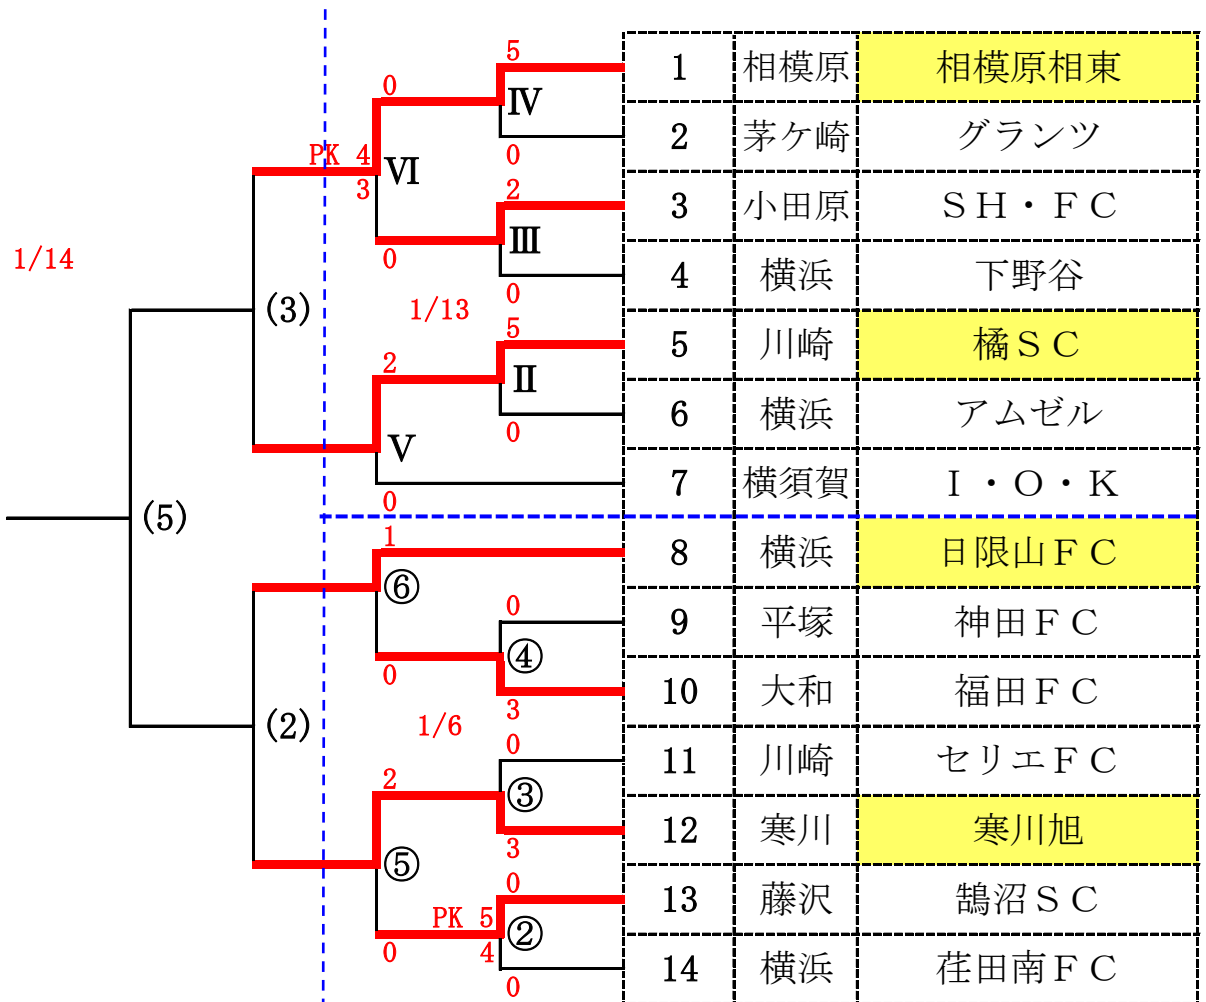 5
1 相模原 相模原相東
0
Ⅳ
2 茅ケ崎 グランツ
PK 4
0
Ⅵ
3
2
3 小田原 ＳＨ・ＦＣ
Ⅲ
1/14
0
4 横浜 下野谷
0
(3)
1/13
5
5 川崎 橘ＳＣ
2
Ⅱ
6 横浜 アムゼル
0
Ⅴ
7 横須賀 Ｉ・Ｏ・Ｋ
0
(5)
1
8 横浜 日限山ＦＣ
⑥
0
9 平塚 神田ＦＣ
④
0
10 大和 福田ＦＣ
3
(2)
1/6
0
11 川崎 セリエＦＣ
2
③
12 寒川 寒川旭
3
⑤
0
13 藤沢 鵠沼ＳＣ
PK 5
②
0
4
14 横浜 荏田南ＦＣ
0